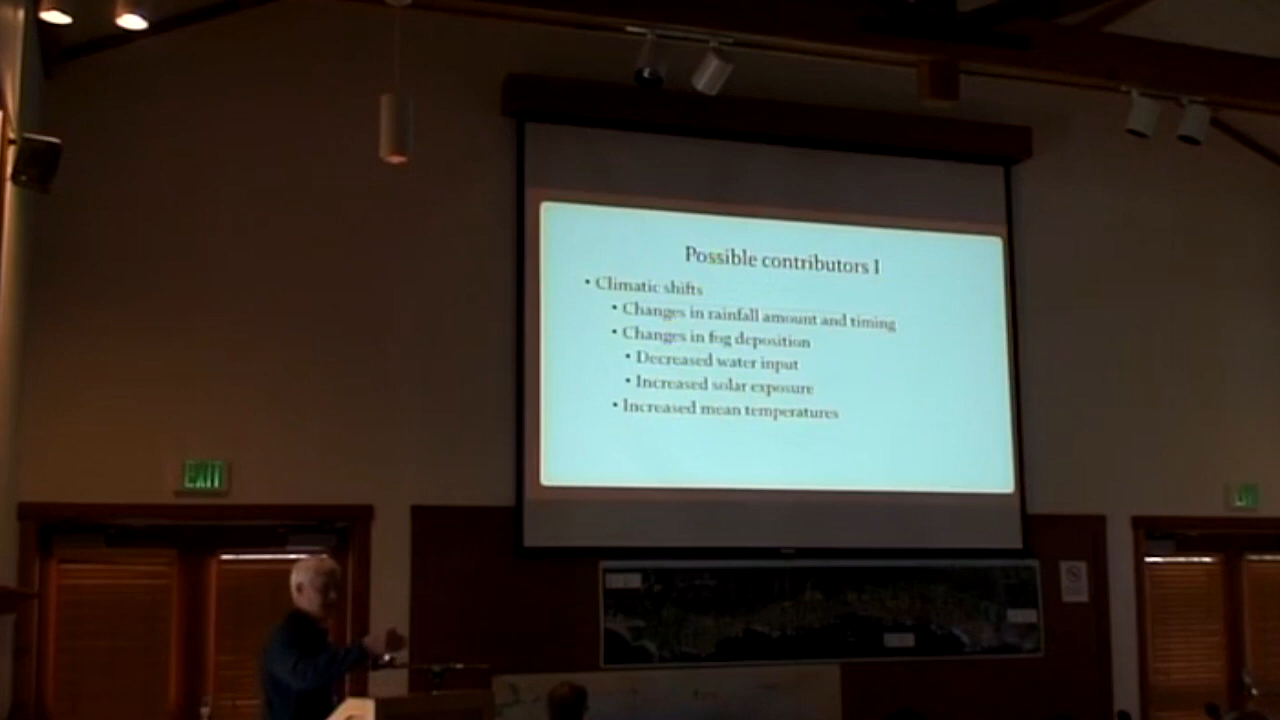 Possible contributors I
• Climatic shifts
• Changes in rainfall amount and timing
• Changes in fog deposition
• Decreased water input
• Increased solar exposure
• Increased mean temperatures
EXIT